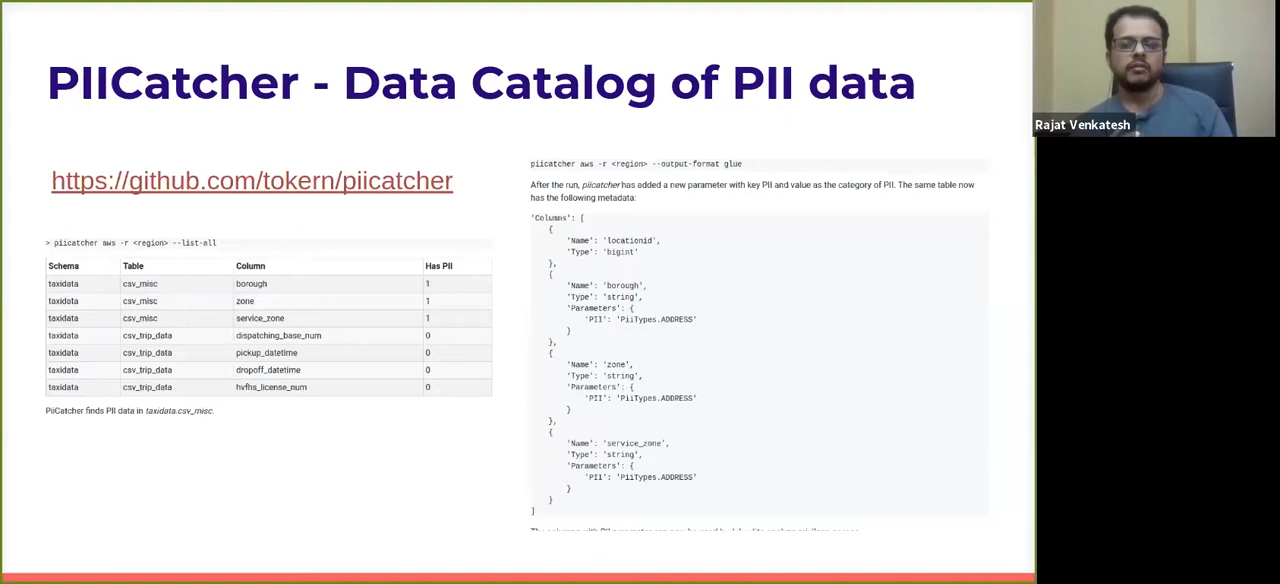 PIICatcher - Data Catalog of PII data
Rajat Venkatesh
https://github.com/tokern/piicatcher
> piicatcher aws -r <region> --list-all
Schema Table Column Has PII
taxidata csv_misc borough 1
taxidata csv_misc zone 1
taxidata csv_misc service_zone 1
taxidata csv_trip_data dispatching_base_num 0
taxidata csv_trip_data pickup_datetime 0
taxidata csv_trip_data dropoff_datetime 0
taxidata csv_trip_data hvfhs_license_num 0
PiiCatcher finds PII data in taxidata.csv_misc.
piicatcher aws -r <region> --output-format glue
After the run, piicatcher has added a new parameter with key PII and value as the category of PII. The same table now
has the following metadata:
'Columns': [
{
'Name': 'locationid',
'Type': 'bigint'
},
{
'Name': 'borough',
'Type': 'string',
'Parameters': {
'PII': 'PiiTypes.ADDRESS'
}
},
{
'Name': 'zone',
'Type': 'string',
'Parameters': {
'PII': 'PiiTypes.ADDRESS'
}
},
{
'Name': 'service_zone',
'Type': 'string',
'Parameters': {
'PII': 'PiiTypes.ADDRESS'
}
}
]